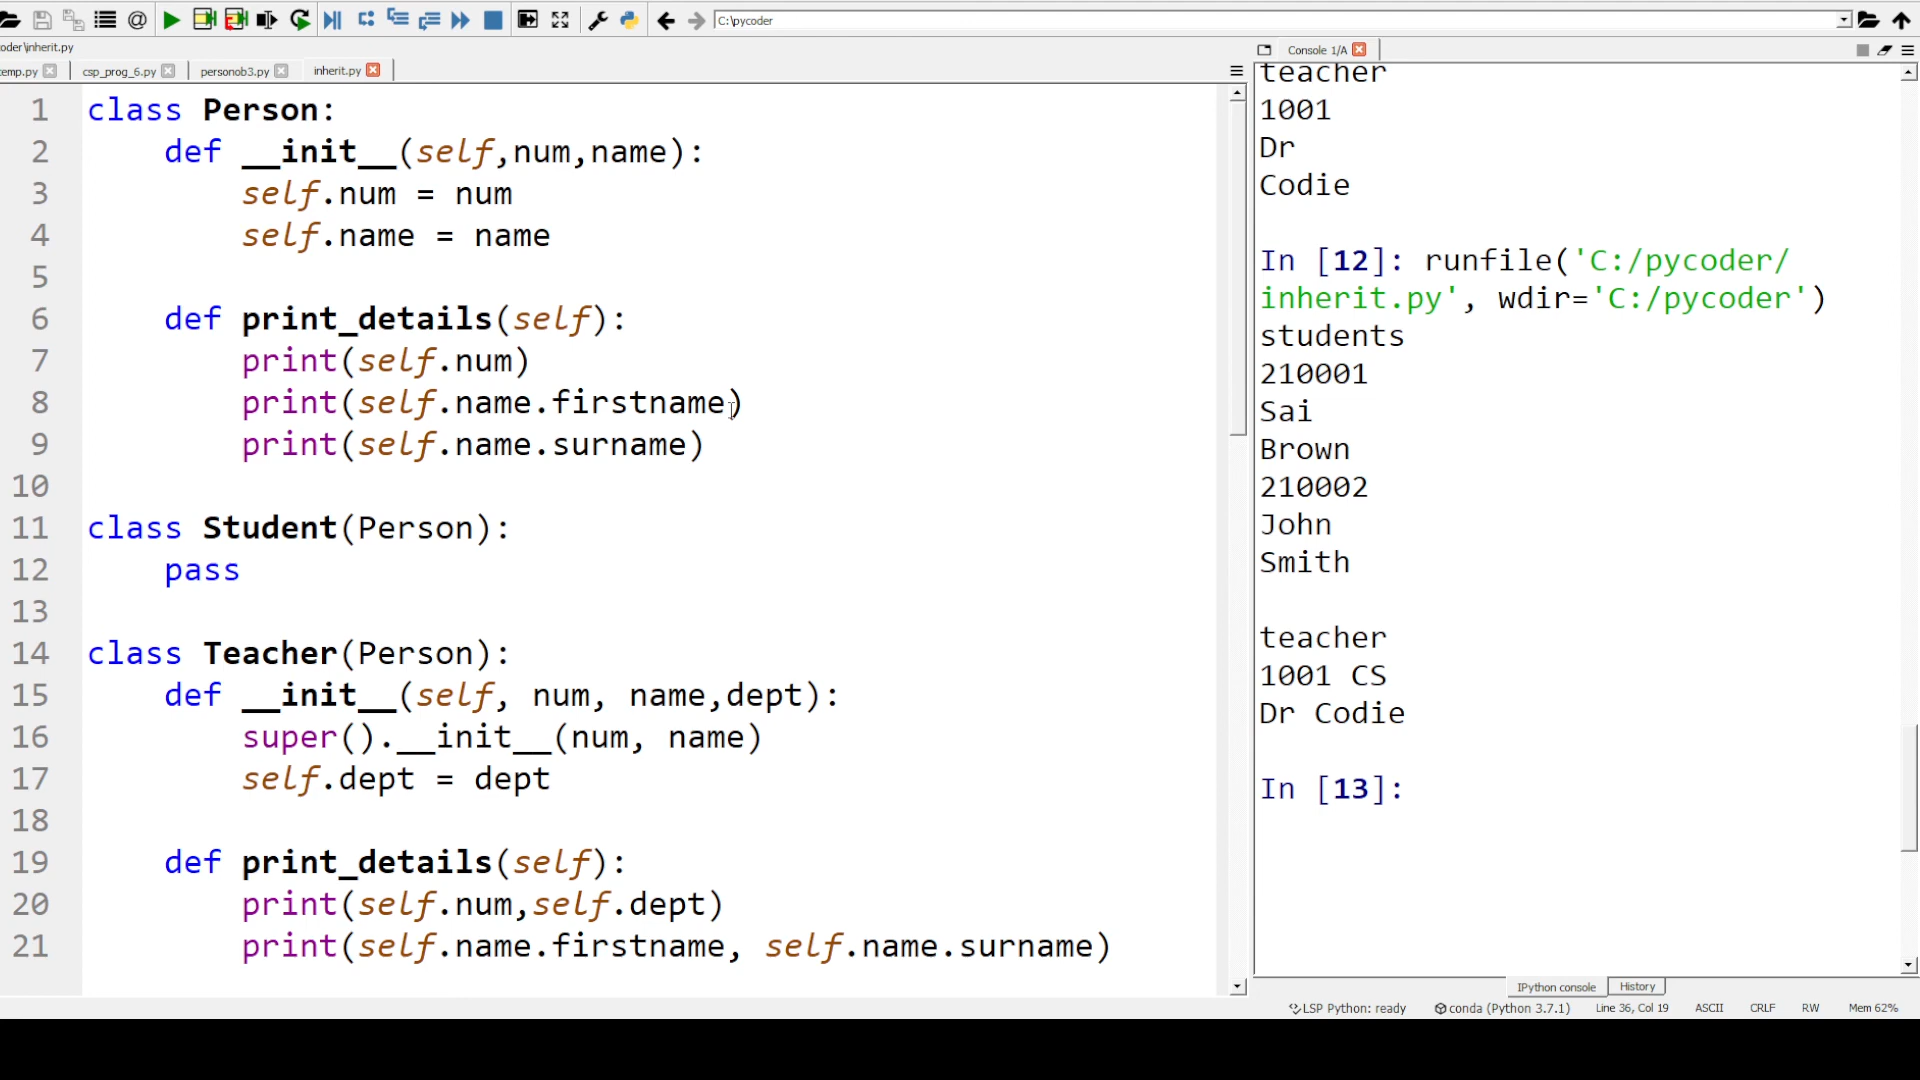 C:\pycoder
oder\inherit.py
emp.py
csp_prog_6.py
personob3.py
inherit.py
1 class Person:
2     def __init__(self,num,name):
3         self.num = num
4         self.name = name
5
6     def print_details(self):
7         print(self.num)
8         print(self.name.firstname)
9         print(self.name.surname)
10
11 class Student(Person):
12     pass
13
14 class Teacher(Person):
15     def __init__(self, num, name,dept):
16         super().__init__(num, name)
17         self.dept = dept
18
19     def print_details(self):
20         print(self.num,self.dept)
21         print(self.name.firstname, self.name.surname)
Console 1/A
teacher
1001
Dr
Codie
In [12]: runfile('C:/pycoder/
inherit.py', wdir='C:/pycoder')
students
210001
Sai
Brown
210002
John
Smith
teacher
1001 CS
Dr Codie
In [13]:
IPython console
History
LSP Python: ready
conda (Python 3.7.1)
Line 36, Col 19
ASCII
CRLF
RW
Mem 62%